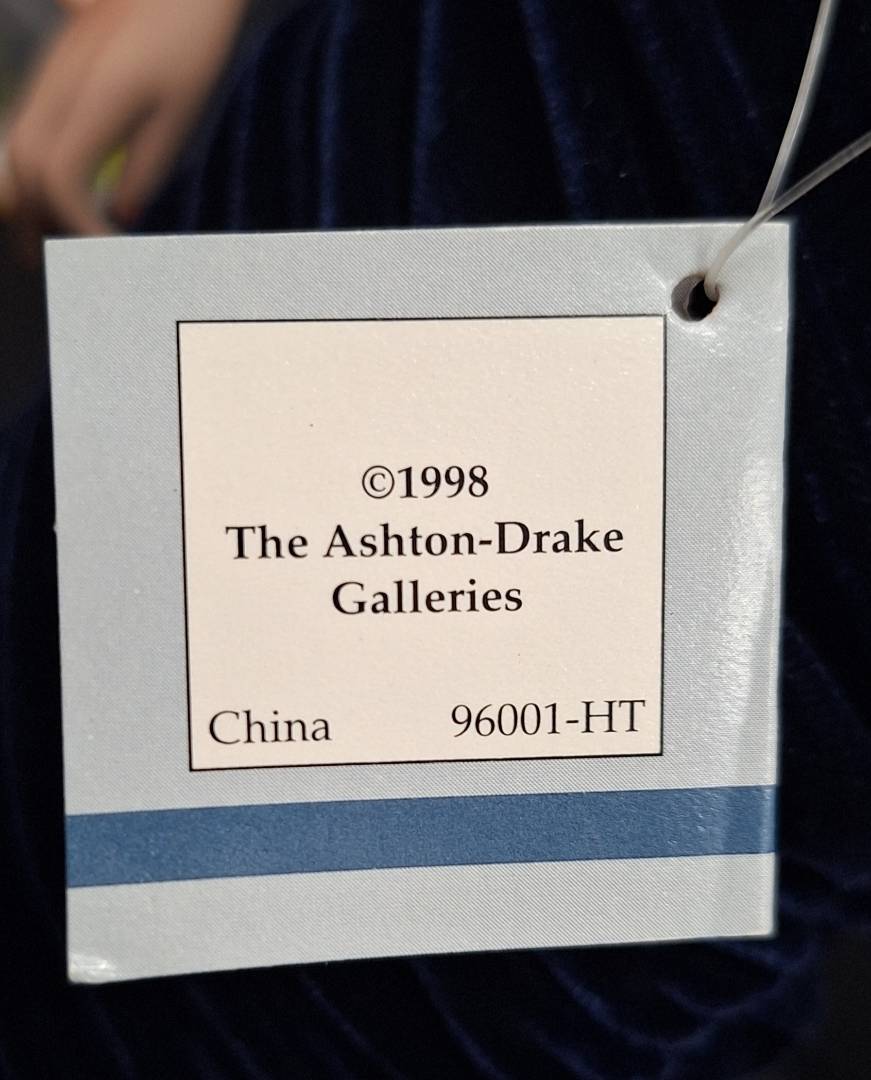 ©1998
The Ashton-Drake
Galleries
China 96001-HT